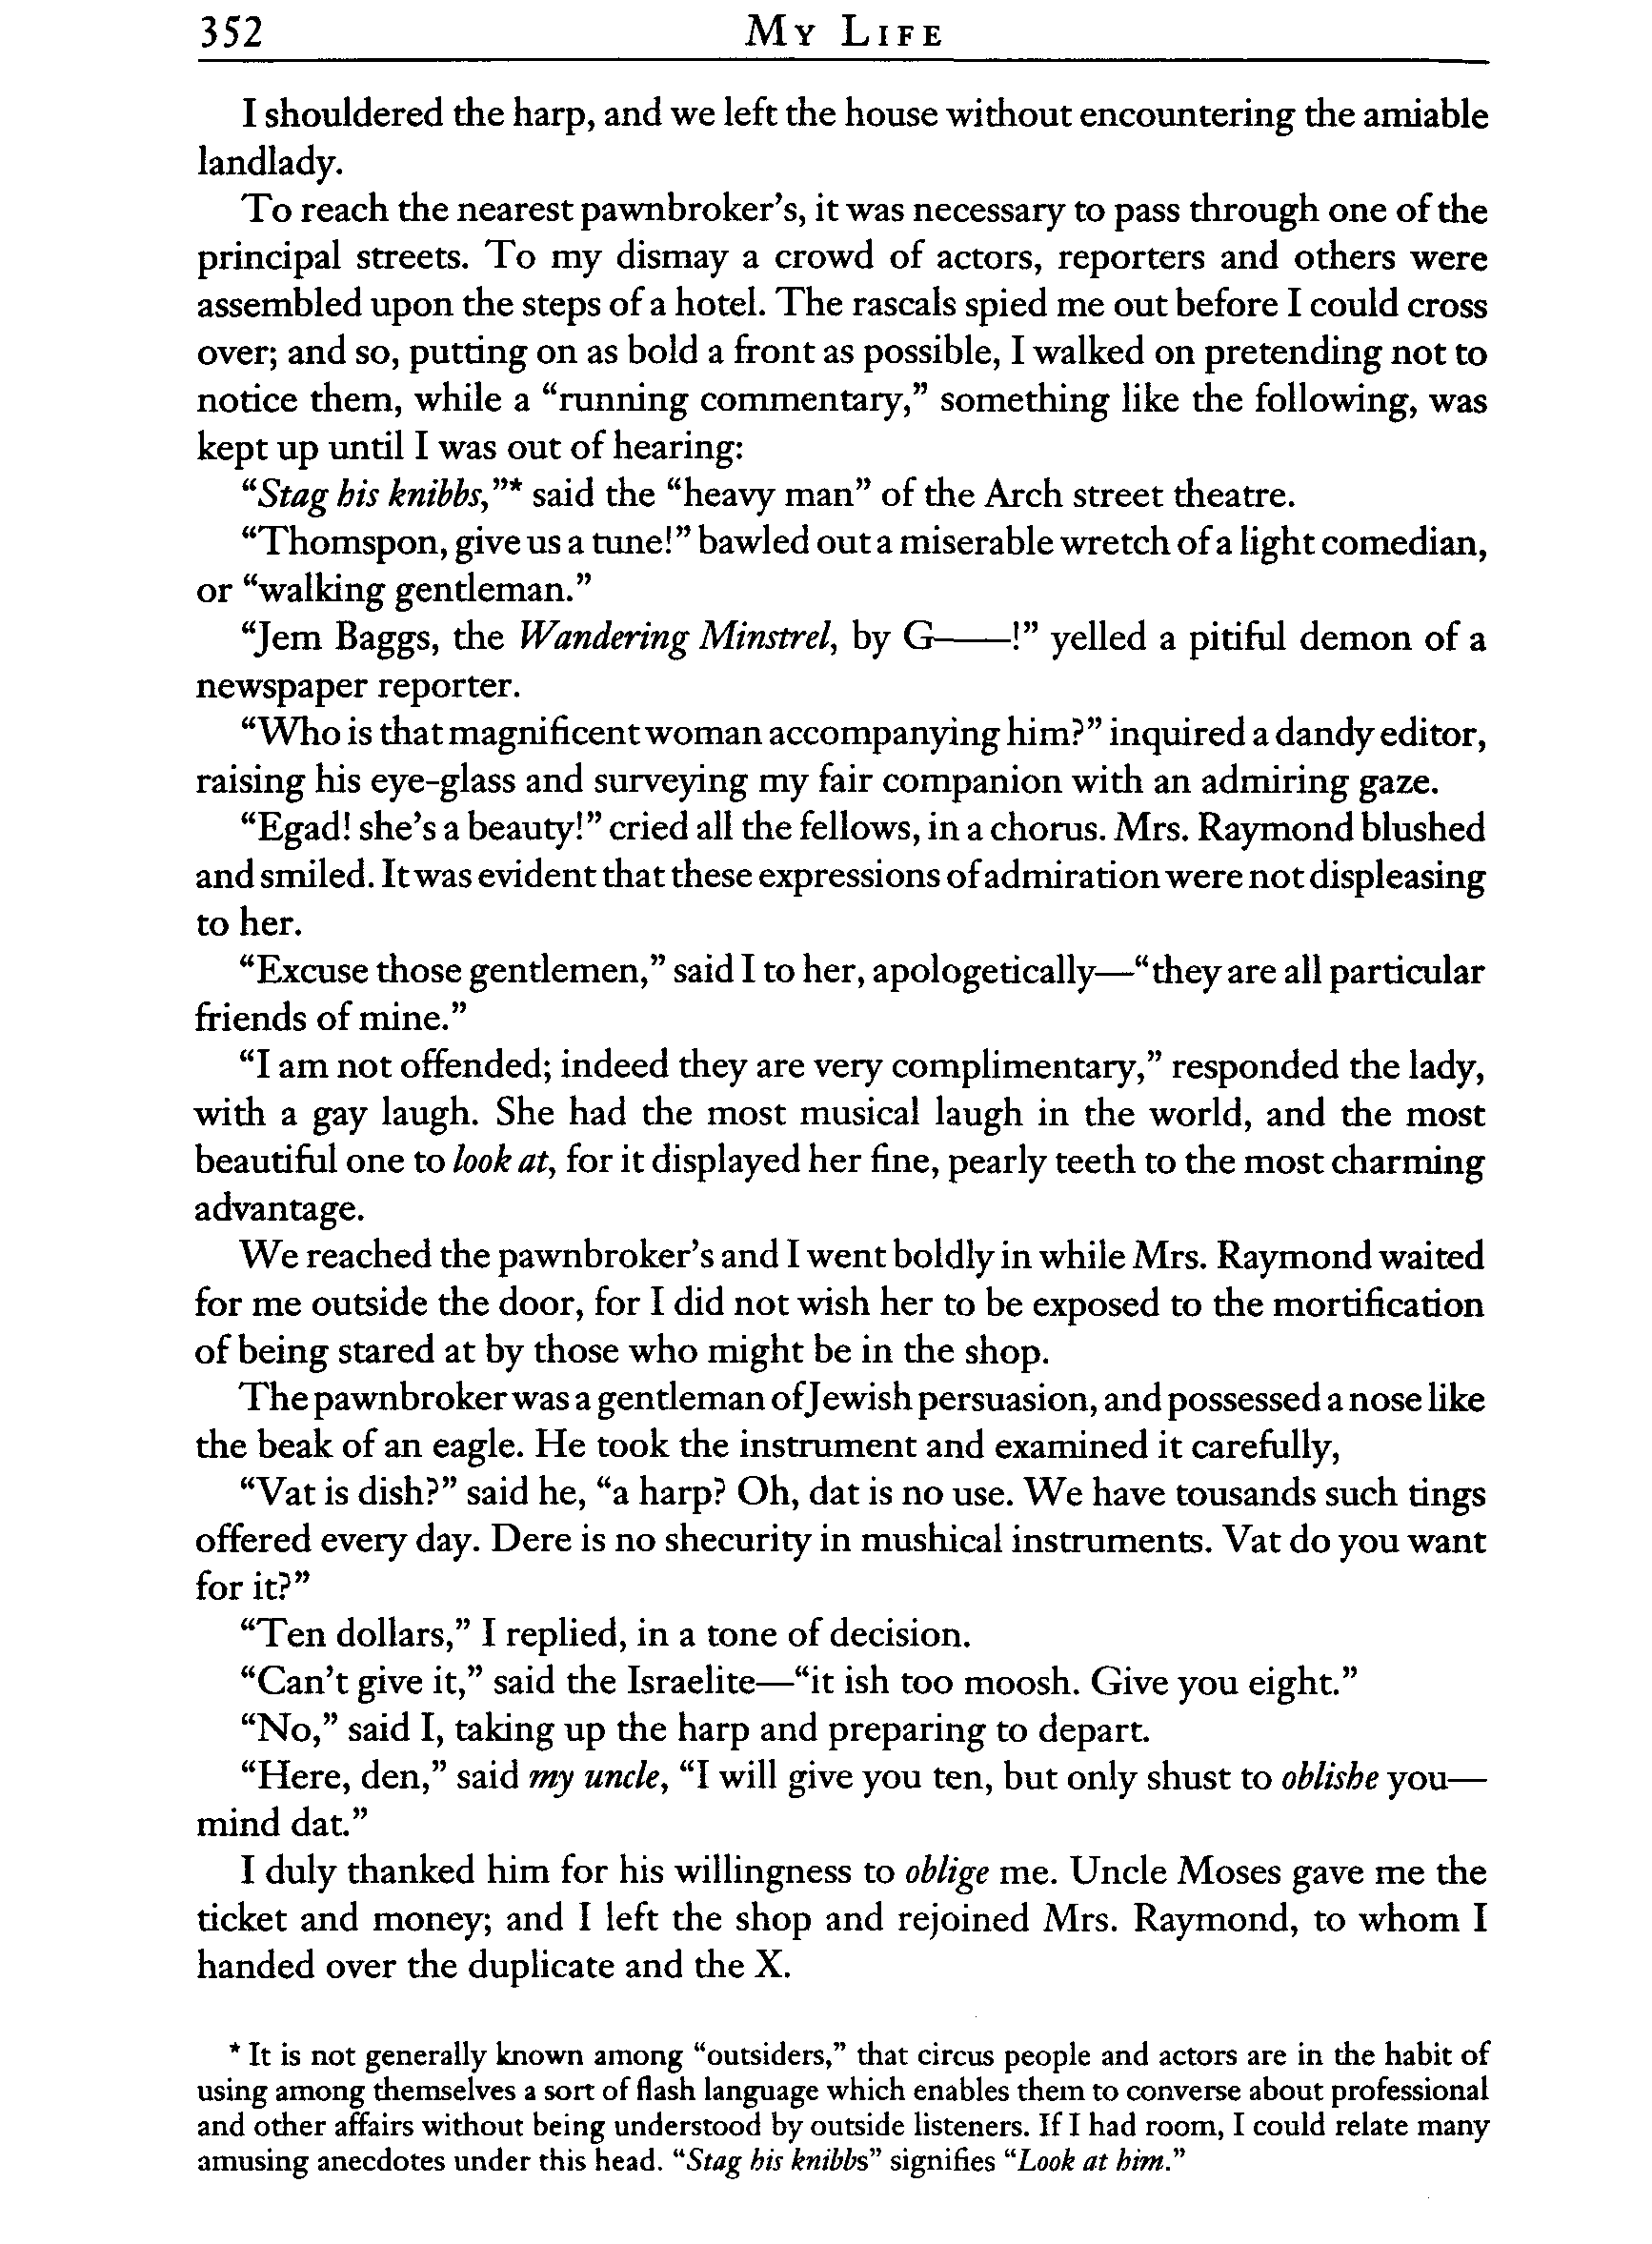 352
My Life
I shouldered the harp, and we left the house without encountering the amiable
landlady.
To reach the nearest pawnbroker's, it was necessary to pass through one of the
principal streets. To my dismay a crowd of actors, reporters and others were
assembled upon the steps of a hotel. The rascals spied me out before I could cross
over; and so, putting on as bold a front as possible, I walked on pretending not to
notice them, while a “running commentary,” something like the following, was
kept up until I was out of hearing:
“Stag his knibbs,”* said the “heavy man” of the Arch street theatre.
“Thomspon, give us a tune!” bawled out a miserable wretch of a light comedian,
or “walking gentleman.”
“Jem Baggs, the Wandering Minstrel, by G——!” yelled a pitiful demon of a
newspaper reporter.
“Who is that magnificent woman accompanying him?” inquired a dandy editor,
raising his eye-glass and surveying my fair companion with an admiring gaze.
“Egad! she's a beauty!” cried all the fellows, in a chorus. Mrs. Raymond blushed
and smiled. It was evident that these expressions of admiration were not displeasing
to her.
“Excuse those gentlemen,” said I to her, apologetically—“they are all particular
friends of mine.”
“I am not offended; indeed they are very complimentary,” responded the lady,
with a gay laugh. She had the most musical laugh in the world, and the most
beautiful one to look at, for it displayed her fine, pearly teeth to the most charming
advantage.
We reached the pawnbroker's and I went boldly in while Mrs. Raymond waited
for me outside the door, for I did not wish her to be exposed to the mortification
of being stared at by those who might be in the shop.
The pawnbroker was a gentleman of Jewish persuasion, and possessed a nose like
the beak of an eagle. He took the instrument and examined it carefully,
“Vat is dish?” said he, “a harp? Oh, dat is no use. We have tousands such tings
offered every day. Dere is no shecurity in mushical instruments. Vat do you want
for it?”
“Ten dollars,” I replied, in a tone of decision.
“Can't give it,” said the Israelite—“it ish too moosh. Give you eight.”
“No,” said I, taking up the harp and preparing to depart.
“Here, den,” said my uncle, “I will give you ten, but only shust to oblishe you—
mind dat.”
I duly thanked him for his willingness to oblige me. Uncle Moses gave me the
ticket and money; and I left the shop and rejoined Mrs. Raymond, to whom I
handed over the duplicate and the X.
* It is not generally known among “outsiders,” that circus people and actors are in the habit of
using among themselves a sort of flash language which enables them to converse about professional
and other affairs without being understood by outside listeners. If I had room, I could relate many
amusing anecdotes under this head. “Stag his knibbs” signifies “Look at him.”